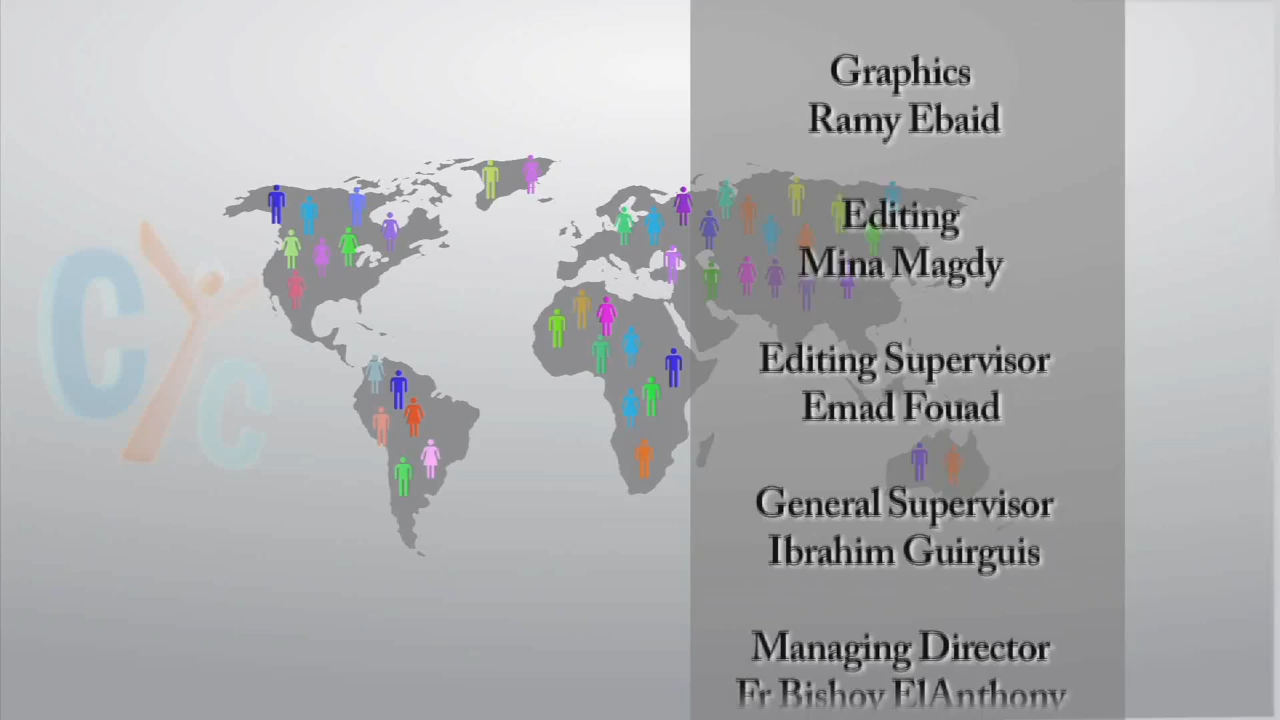 CYC
Graphics
Ramy Ebaid
Editing
Mina Magdy
Editing Supervisor
Emad Fouad
General Supervisor
Ibrahim Guirguis
Managing Director
Fr Bishoy ElAnthony